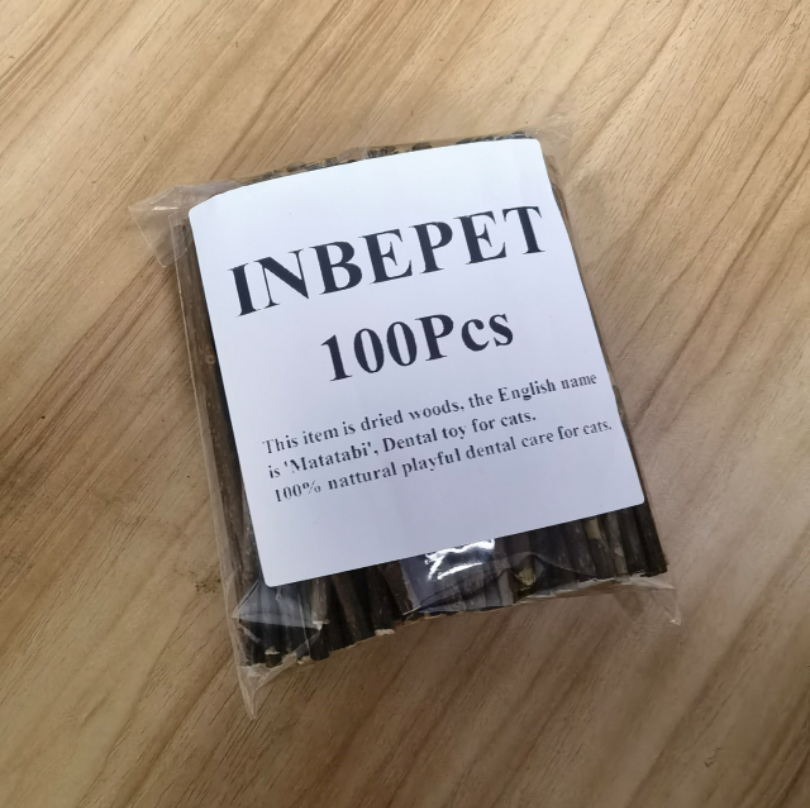 INBEPET
100Pcs
This item is dried woods, the English name
is 'Matatabi', Dental toy for cats.
100% nattural playful dental care for cats.